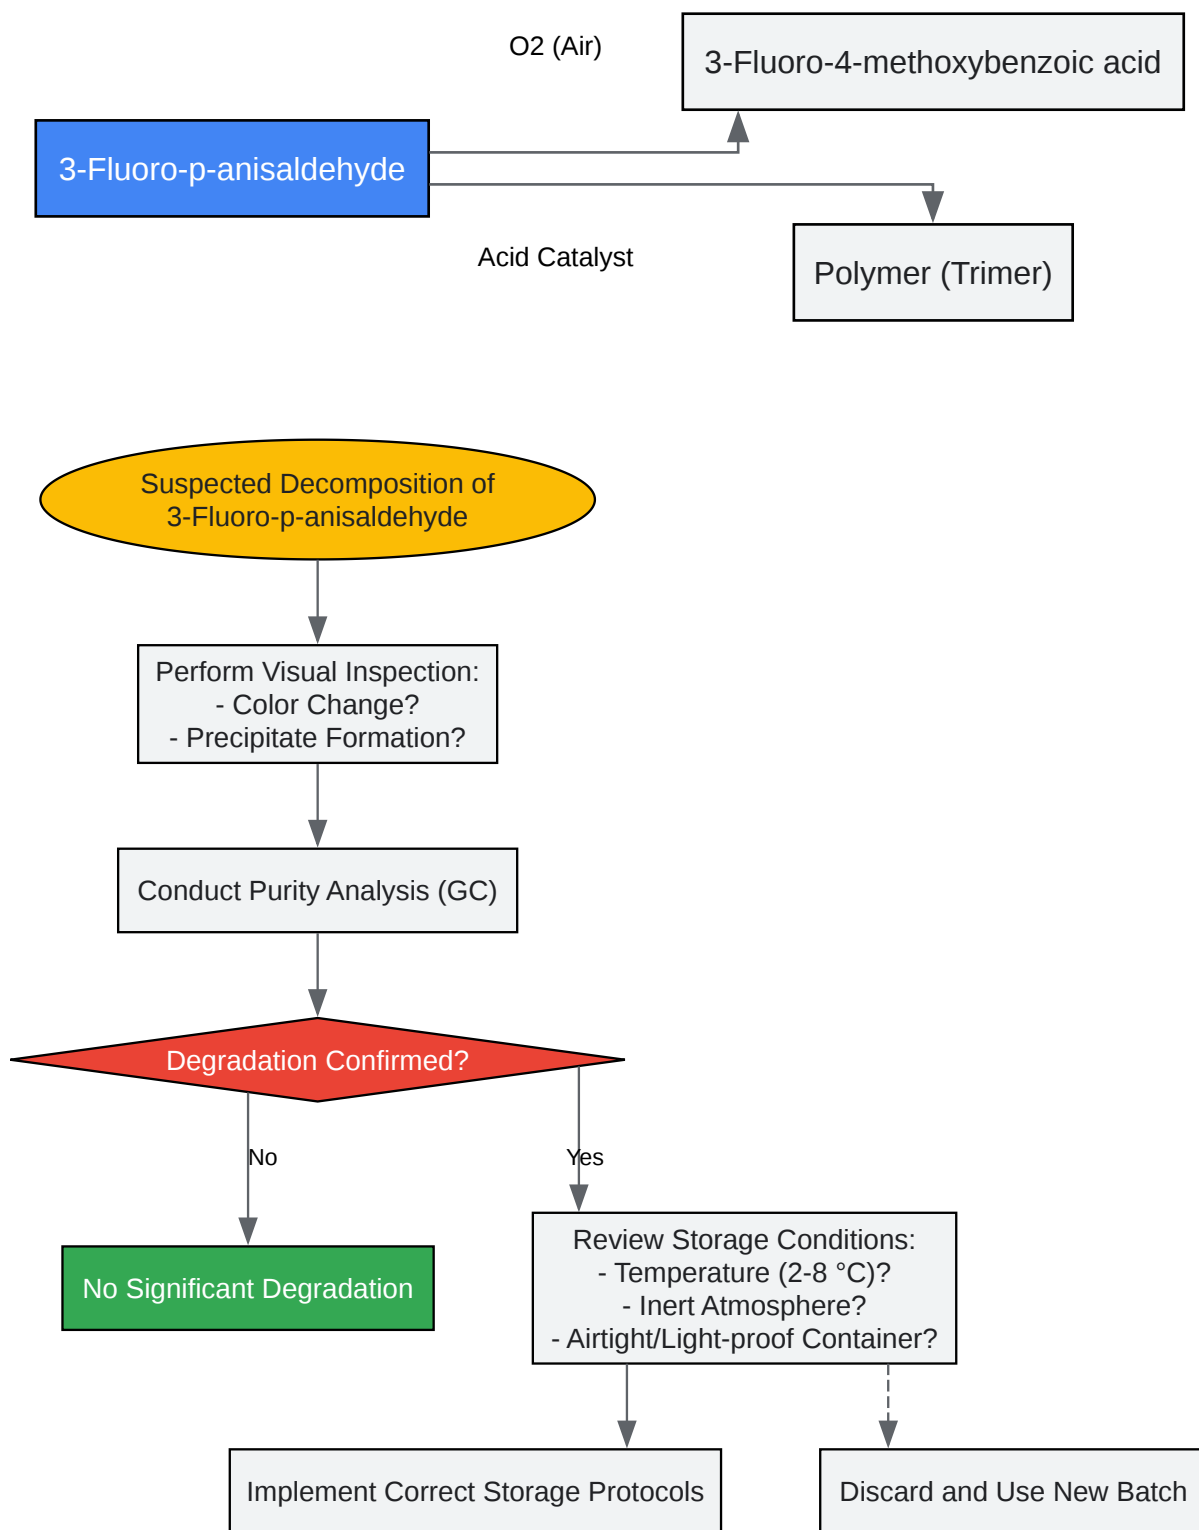 O2 (Air)
3-Fluoro-4-methoxybenzoic acid
3-Fluoro-p-anisaldehyde
Acid Catalyst
Polymer (Trimer)
Suspected Decomposition of
3-Fluoro-p-anisaldehyde
Perform Visual Inspection:
- Color Change?
- Precipitate Formation?
Conduct Purity Analysis (GC)
Degradation Confirmed?
No
Yes
No Significant Degradation
Review Storage Conditions:
- Temperature (2-8 °C)?
- Inert Atmosphere?
- Airtight/Light-proof Container?
Implement Correct Storage Protocols
Discard and Use New Batch